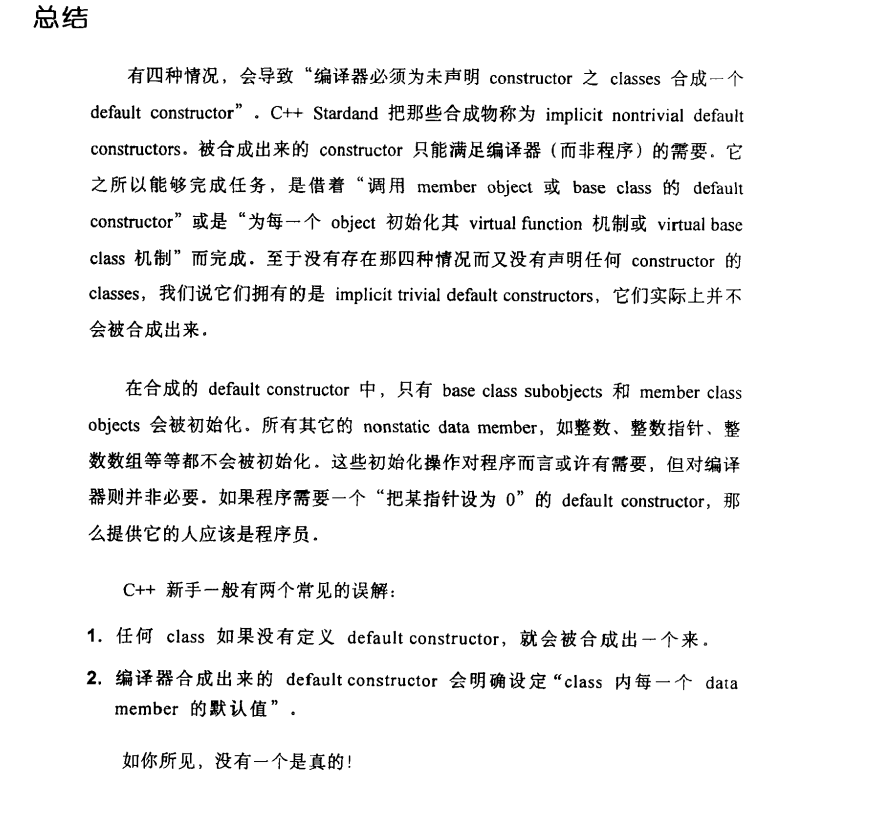 总结
有四种情况，会导致“编译器必须为未声明 constructor 之 classes 合成一个
default constructor”．C++ Stardand 把那些合成物称为 implicit nontrivial default
constructors。被合成出来的 constructor 只能满足编译器（而非程序）的需要。它
之所以能够完成任务，是借着“调用 member object 或 base class 的 default
constructor”或是“为每一个 object 初始化其 virtual function 机制或 virtual base
class 机制”而完成．至于没有存在那四种情况而又没有声明任何 constructor 的
classes，我们说它们拥有的是 implicit trivial default constructors，它们实际上并不
会被合成出来．
在合成的 default constructor 中，只有 base class subobjects 和 member class
objects 会被初始化．所有其它的 nonstatic data member，如整数、整数指针、整
数数组等等都不会被初始化．这些初始化操作对程序而言或许有需要，但对编译
器则并非必要．如果程序需要一个“把某指针设为 0”的 default constructor，那
么提供它的人应该是程序员．
C++ 新手一般有两个常见的误解：
1. 任何 class 如果没有定义 default constructor，就会被合成出一个来．
2. 编译器合成出来的 default constructor 会明确设定“class 内每一个 data
member 的默认值”．
如你所见，没有一个是真的！